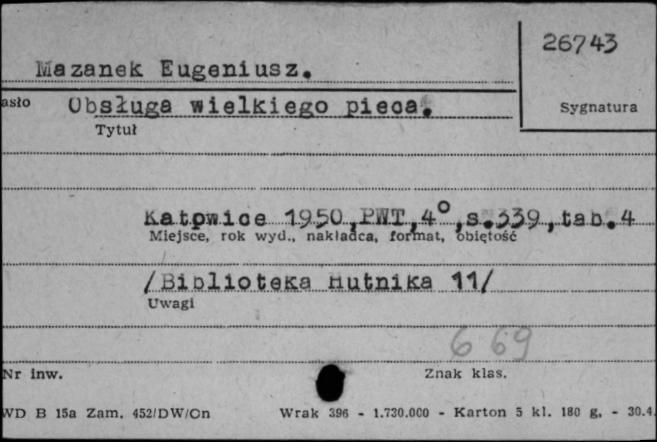 26743
Mazanek Eugeniusz.
asło Obsługa wielkiego pieca.
Sygnatura
Tytuł
Katowice 1950,PWT,4°,s.339,tab.4
Miejsce, rok wyd., nakładca, format, objętość
/Biblioteka Hutnika 11/
Uwagi
669
Nr inw.
Znak klas.
WD B 15a Zam. 452/DW/Cn Wrak 396 - 1.730.000 - Karton 5 kl. 180 g. - 30.4.